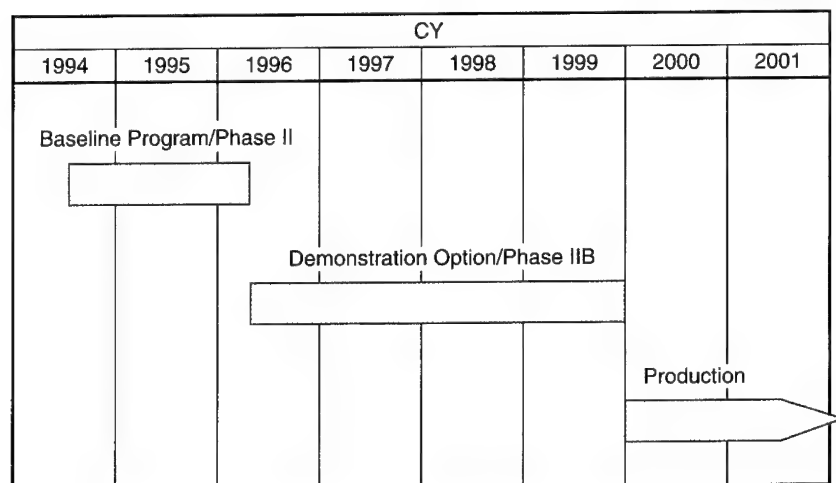 CY
1994 1995 1996 1997 1998 1999 2000 2001
Baseline Program/Phase II
Demonstration Option/Phase IIB
Production